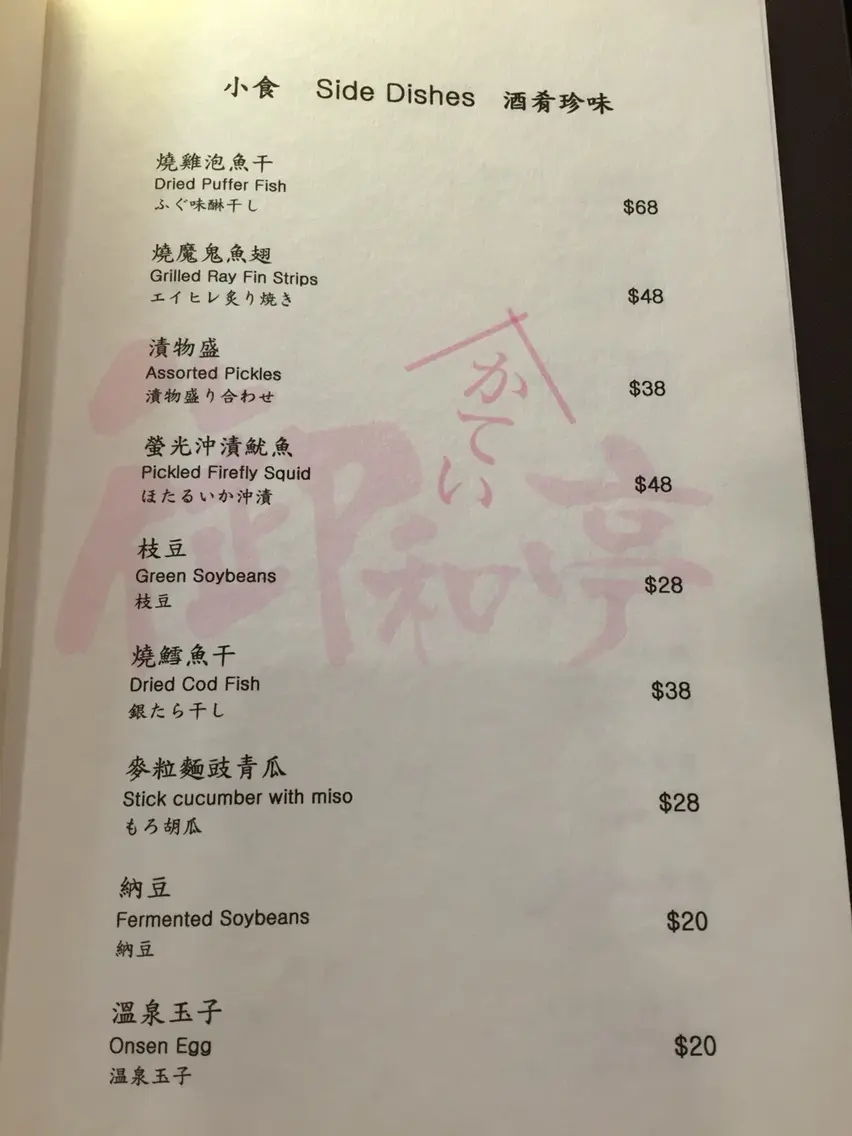 小食 Side Dishes 酒肴珍味
燒雞泡魚干
Dried Puffer Fish
ふぐ味醂干し
$68
燒魔鬼魚翅
Grilled Ray Fin Strips
エイヒレ炙り焼き
$48
漬物盛
Assorted Pickles
漬物盛り合わせ
$38
螢光沖漬魷魚
Pickled Firefly Squid
ほたるいか沖漬
$48
枝豆
Green Soybeans
枝豆
$28
燒鱈魚干
Dried Cod Fish
銀たら干し
$38
麥粒麵豉青瓜
Stick cucumber with miso
もろ胡瓜
$28
納豆
Fermented Soybeans
納豆
$20
溫泉玉子
Onsen Egg
温泉玉子
$20
かてい
御和亭